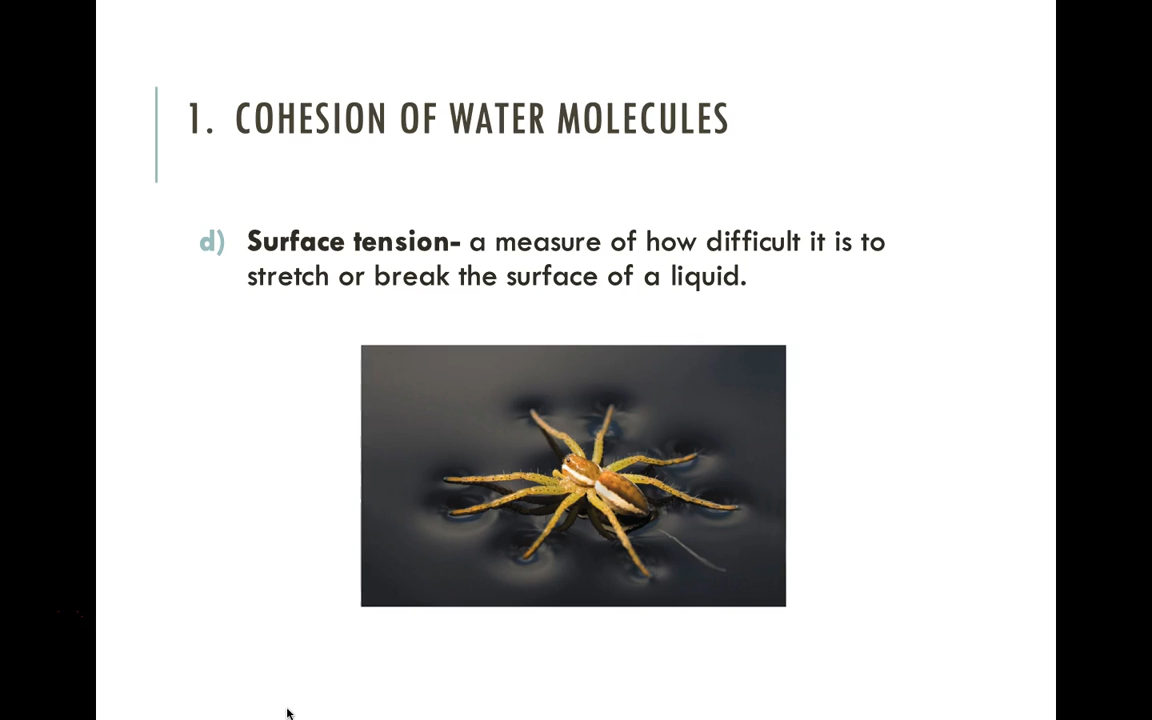 1. COHESION OF WATER MOLECULES
d) Surface tension- a measure of how difficult it is to
stretch or break the surface of a liquid.